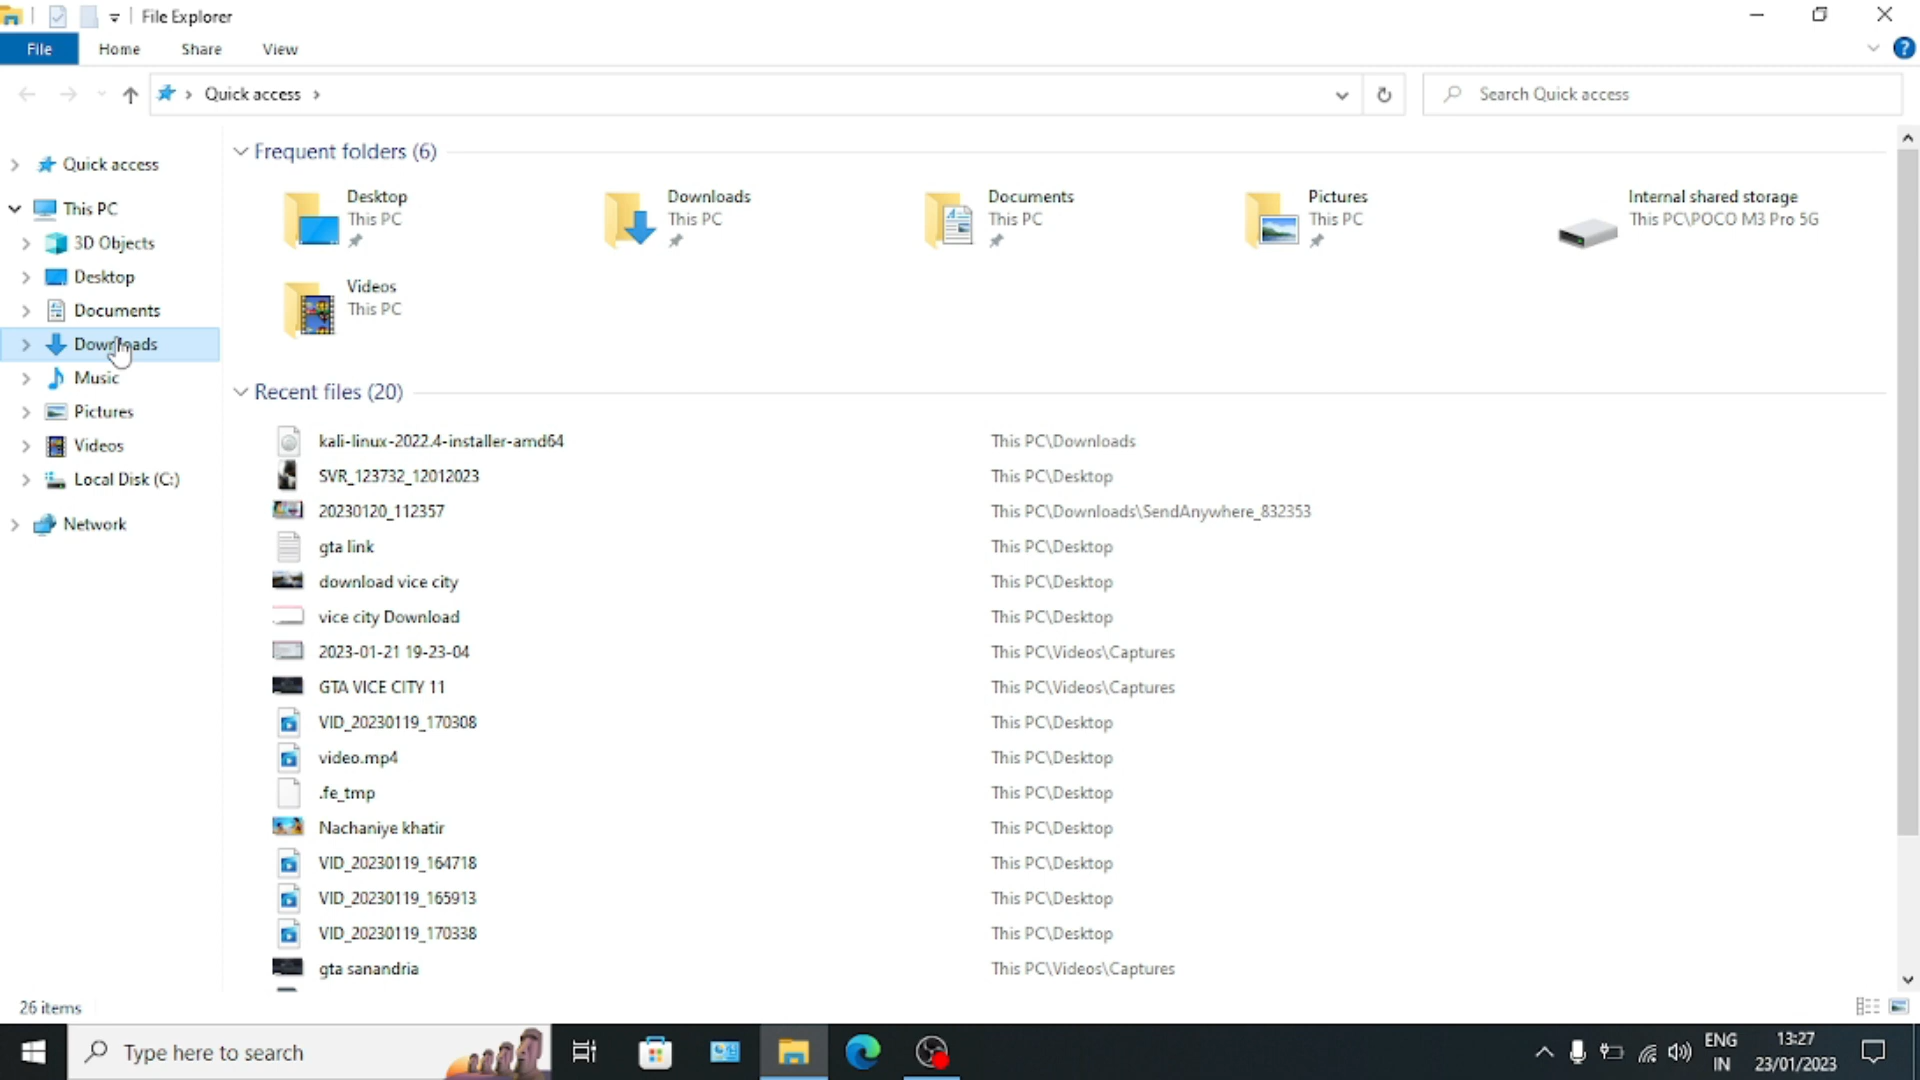 File Explorer
File Home Share View
Quick access
Search Quick access
Quick access
This PC
3D Objects
Desktop
Documents
Downloads
Music
Pictures
Videos
Local Disk (C:)
Network
Frequent folders (6)
Desktop
This PC
Downloads
This PC
Documents
This PC
Pictures
This PC
Internal shared storage
This PC\POCO M3 Pro 5G
Videos
This PC
Recent files (20)
kali-linux-2022.4-installer-amd64 This PC\Downloads
SVR_123732_12012023 This PC\Desktop
20230120_112357 This PC\Downloads\SendAnywhere_832353
gta link This PC\Desktop
download vice city This PC\Desktop
vice city Download This PC\Desktop
2023-01-21 19-23-04 This PC\Videos\Captures
GTA VICE CITY 11 This PC\Videos\Captures
VID_20230119_170308 This PC\Desktop
video.mp4 This PC\Desktop
.fe_tmp This PC\Desktop
Nachaniye khatir This PC\Desktop
VID_20230119_164718 This PC\Desktop
VID_20230119_165913 This PC\Desktop
VID_20230119_170338 This PC\Desktop
gta sanandria This PC\Videos\Captures
26 items
Type here to search
ENG
IN
13:27
23/01/2023